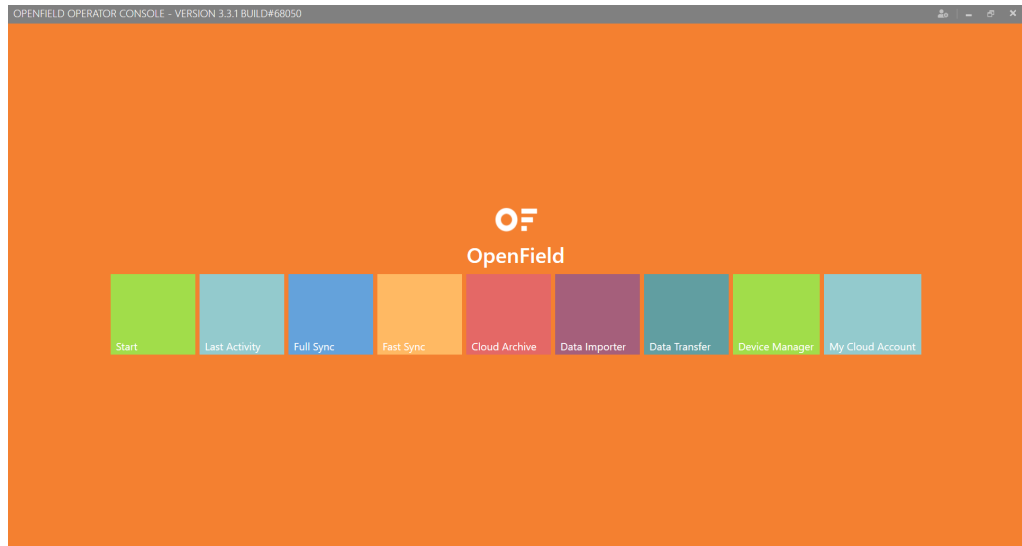 OPENFIELD OPERATOR CONSOLE - VERSION 3.3.1 BUILD#68050
OF
OpenField
Start
Last Activity
Full Sync
Fast Sync
Cloud Archive
Data Importer
Data Transfer
Device Manager
My Cloud Account